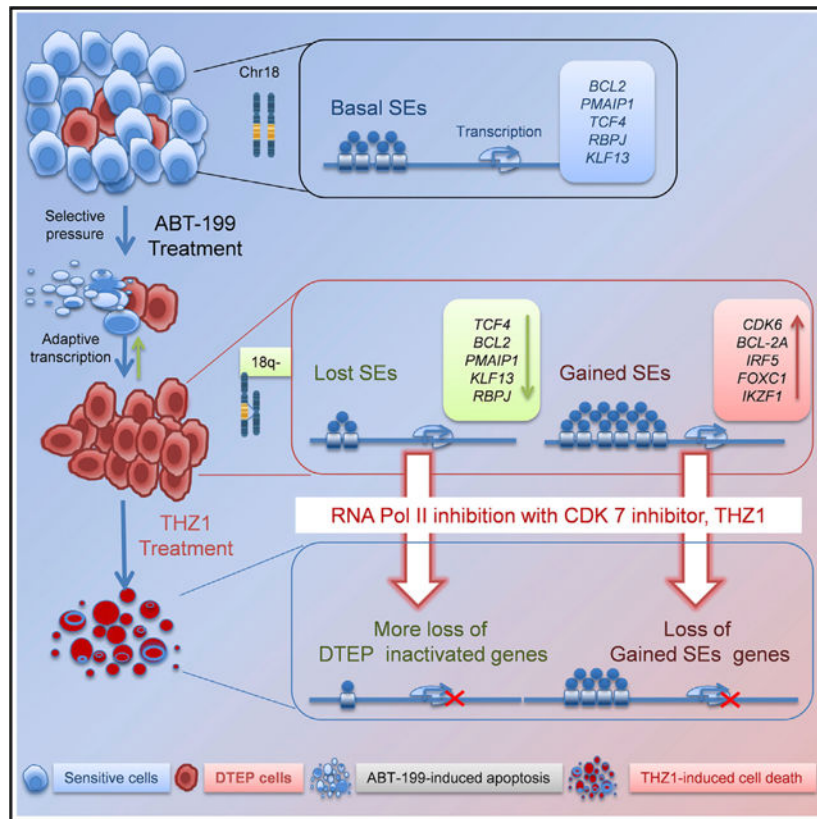 Chr18
Basal SEs
Transcription
BCL2
PMAIP1
TCF4
RBPJ
KLF13
Selective
pressure
ABT-199
Treatment
Adaptive
transcription
18q-
Lost SEs
TCF4
BCL2
PMAIP1
KLF13
RBPJ
Gained SEs
CDK6
BCL-2A
IRF5
FOXC1
IKZF1
THZ1
Treatment
RNA Pol II inhibition with CDK 7 inhibitor, THZ1
More loss of
DTEP inactivated genes
Loss of
Gained SEs genes
Sensitive cells
DTEP cells
ABT-199-induced apoptosis
THZ1-induced cell death